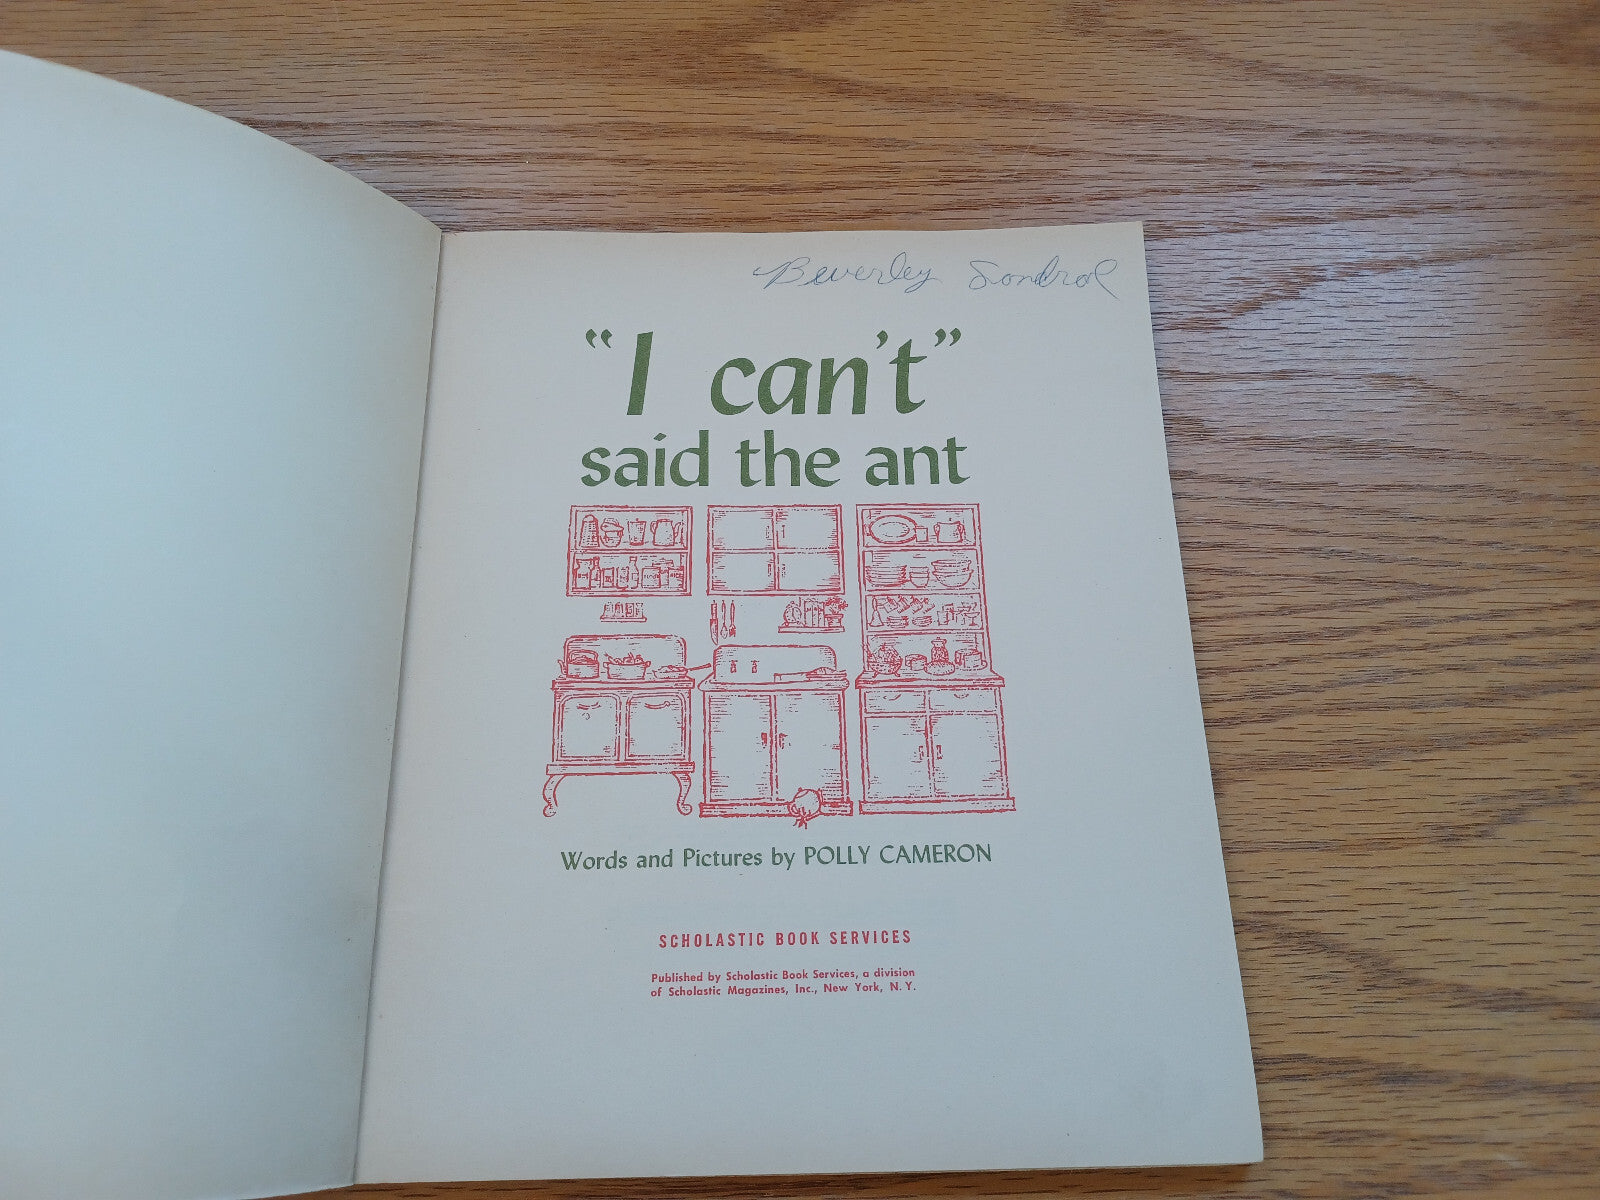 Beverley Sondrol
"I can't"
said the ant
Words and Pictures by POLLY CAMERON
SCHOLASTIC BOOK SERVICES
Published by Scholastic Book Services, a division
of Scholastic Magazines, Inc., New York, N. Y.